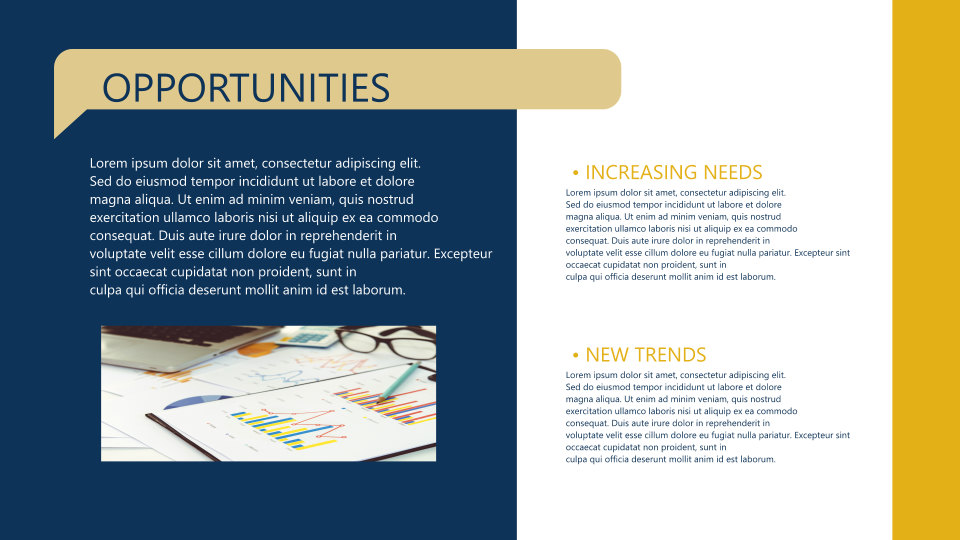 OPPORTUNITIES
Lorem ipsum dolor sit amet, consectetur adipiscing elit.
Sed do eiusmod tempor incididunt ut labore et dolore
magna aliqua. Ut enim ad minim veniam, quis nostrud
exercitation ullamco laboris nisi ut aliquip ex ea commodo
consequat. Duis aute irure dolor in reprehenderit in
voluptate velit esse cillum dolore eu fugiat nulla pariatur. Excepteur
sint occaecat cupidatat non proident, sunt in
culpa qui officia deserunt mollit anim id est laborum.
• INCREASING NEEDS
Lorem ipsum dolor sit amet, consectetur adipiscing elit.
Sed do eiusmod tempor incididunt ut labore et dolore
magna aliqua. Ut enim ad minim veniam, quis nostrud
exercitation ullamco laboris nisi ut aliquip ex ea commodo
consequat. Duis aute irure dolor in reprehenderit in
voluptate velit esse cillum dolore eu fugiat nulla pariatur. Excepteur sint
occaecat cupidatat non proident, sunt in
culpa qui officia deserunt mollit anim id est laborum.
• NEW TRENDS
Lorem ipsum dolor sit amet, consectetur adipiscing elit.
Sed do eiusmod tempor incididunt ut labore et dolore
magna aliqua. Ut enim ad minim veniam, quis nostrud
exercitation ullamco laboris nisi ut aliquip ex ea commodo
consequat. Duis aute irure dolor in reprehenderit in
voluptate velit esse cillum dolore eu fugiat nulla pariatur. Excepteur sint
occaecat cupidatat non proident, sunt in
culpa qui officia deserunt mollit anim id est laborum.